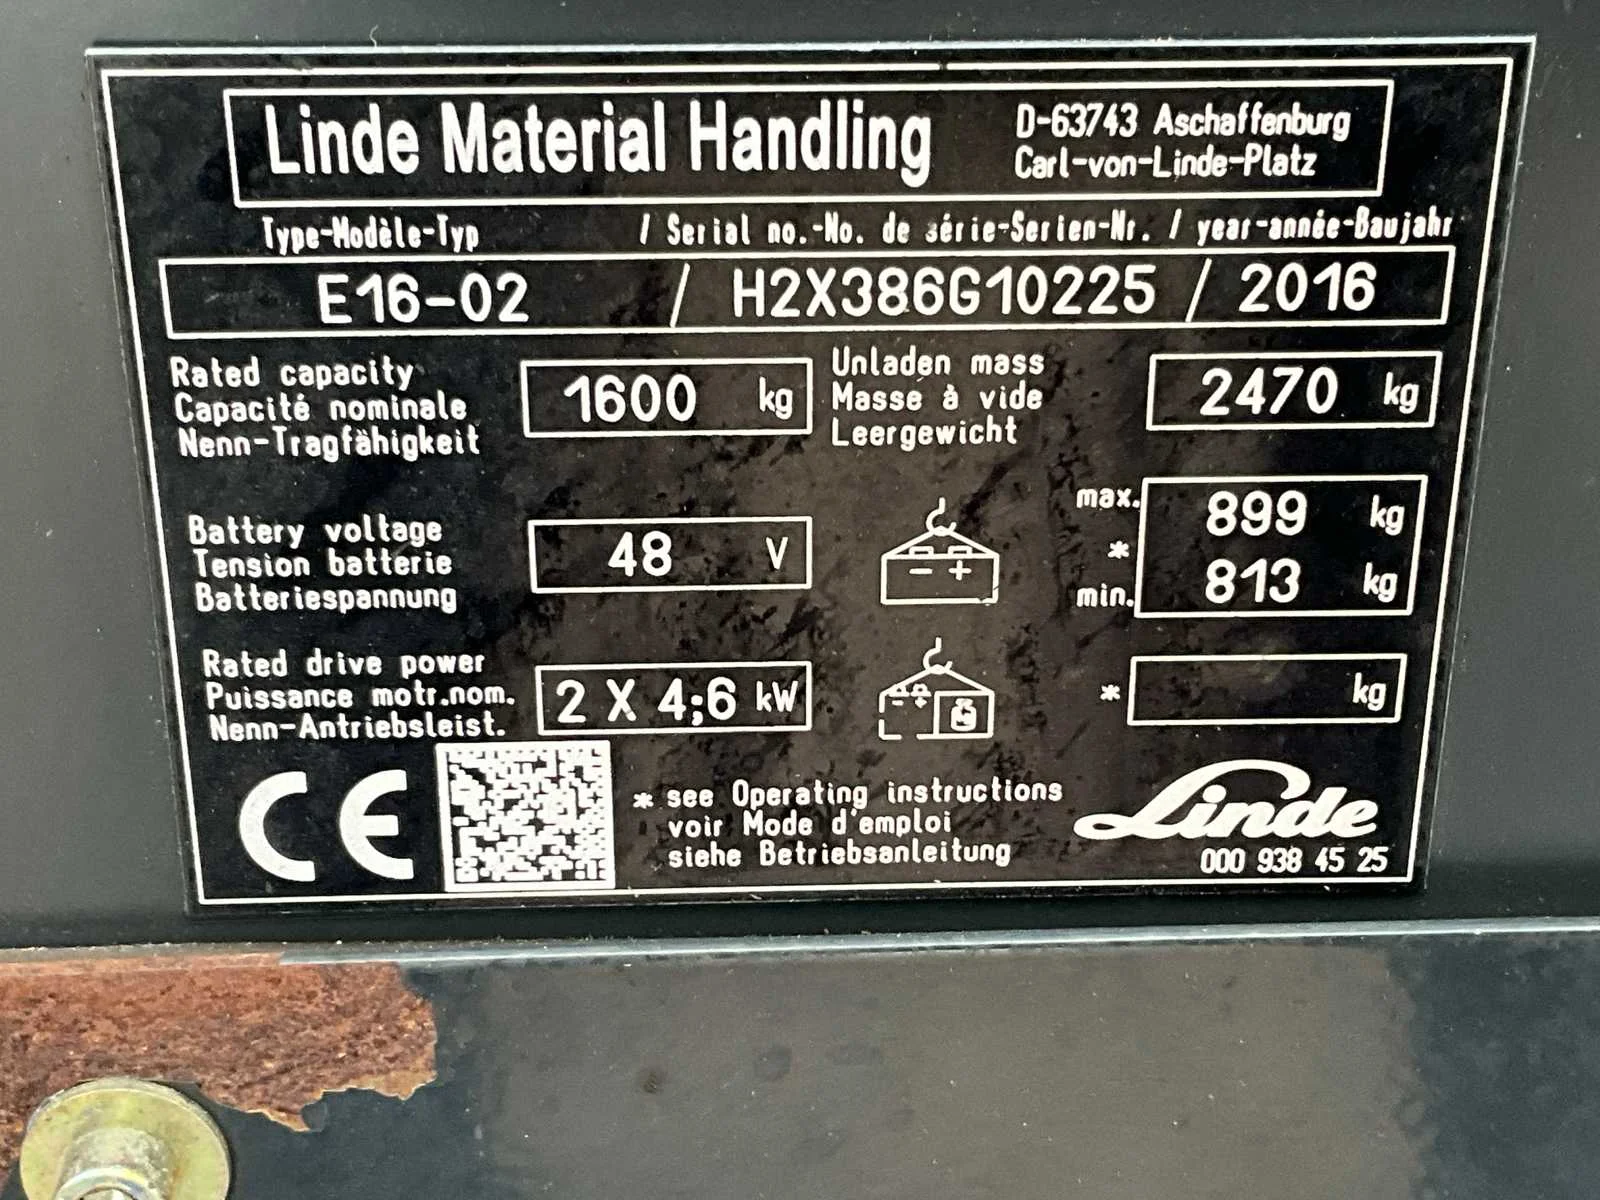 Linde Material Handling
D-63743 Aschaffenburg
Carl-von-Linde-Platz
Type-Modèle-Typ / Serial no.-No. de série-Serien-Nr. / year-année-Baujahr
E16-02 / H2X386G10225 / 2016
Rated capacity
Capacité nominale
Nenn-Tragfähigkeit
1600 kg
Unladen mass
Masse à vide
Leergewicht
2470 kg
Battery voltage
Tension batterie
Batteriespannung
48 V
- +
max. 899 kg
*
min. 813 kg
Rated drive power
Puissance motr.nom.
Nenn-Antriebsleist.
2 X 4;6 kW
- +
* kg
CE
* see Operating instructions
voir Mode d'emploi
siehe Betriebsanleitung
Linde
000 938 45 25